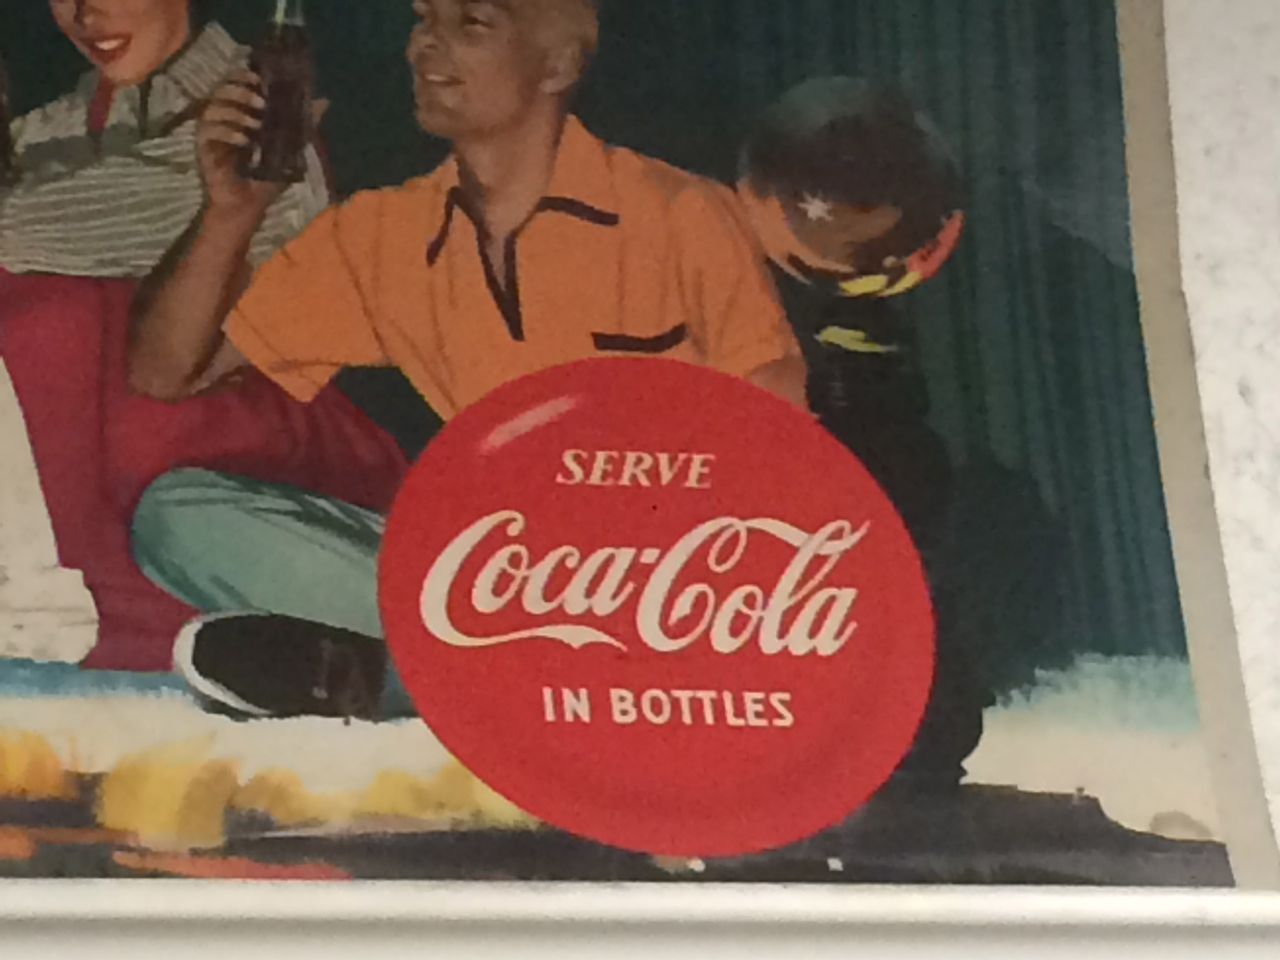 SERVE
Coca-Cola
IN BOTTLES